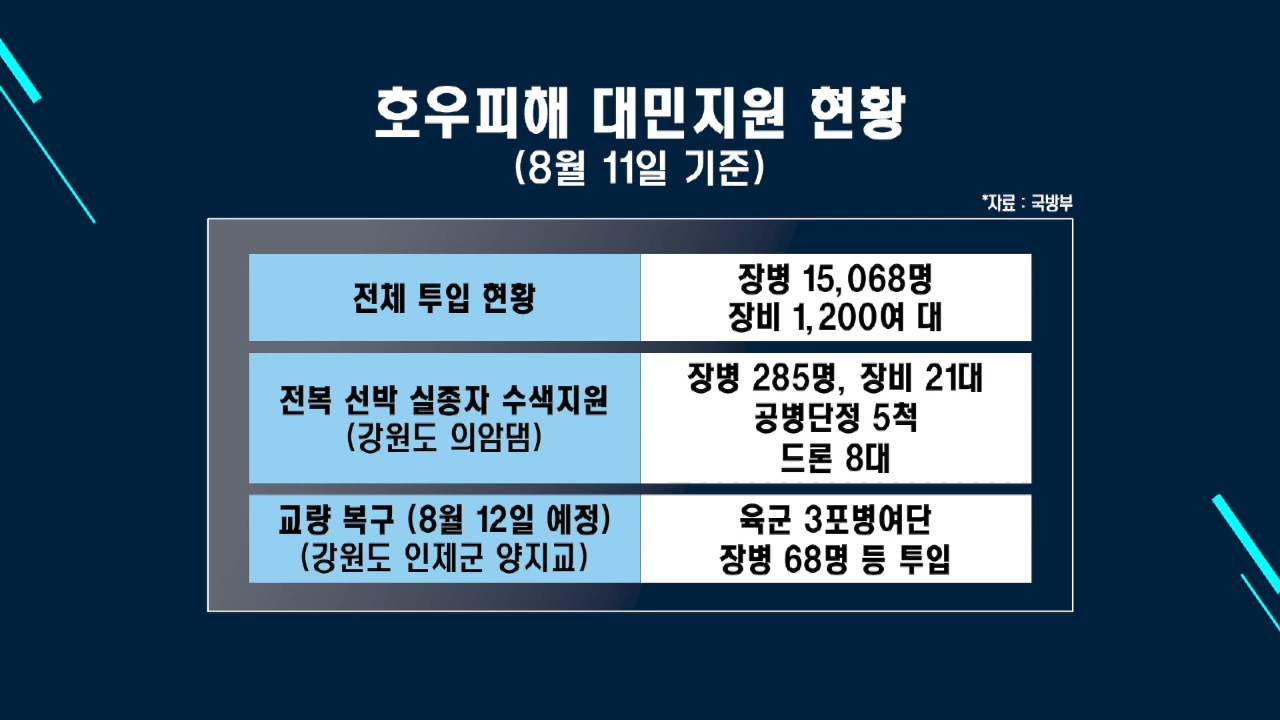 호우피해 대민지원 현황
(8월 11일 기준)
*자료 : 국방부
전체 투입 현황
장병 15,068명
장비 1,200여 대
전복 선박 실종자 수색지원
(강원도 의암댐)
장병 285명, 장비 21대
공병단정 5척
드론 8대
교량 복구 (8월 12일 예정)
(강원도 인제군 양지교)
육군 3포병여단
장병 68명 등 투입